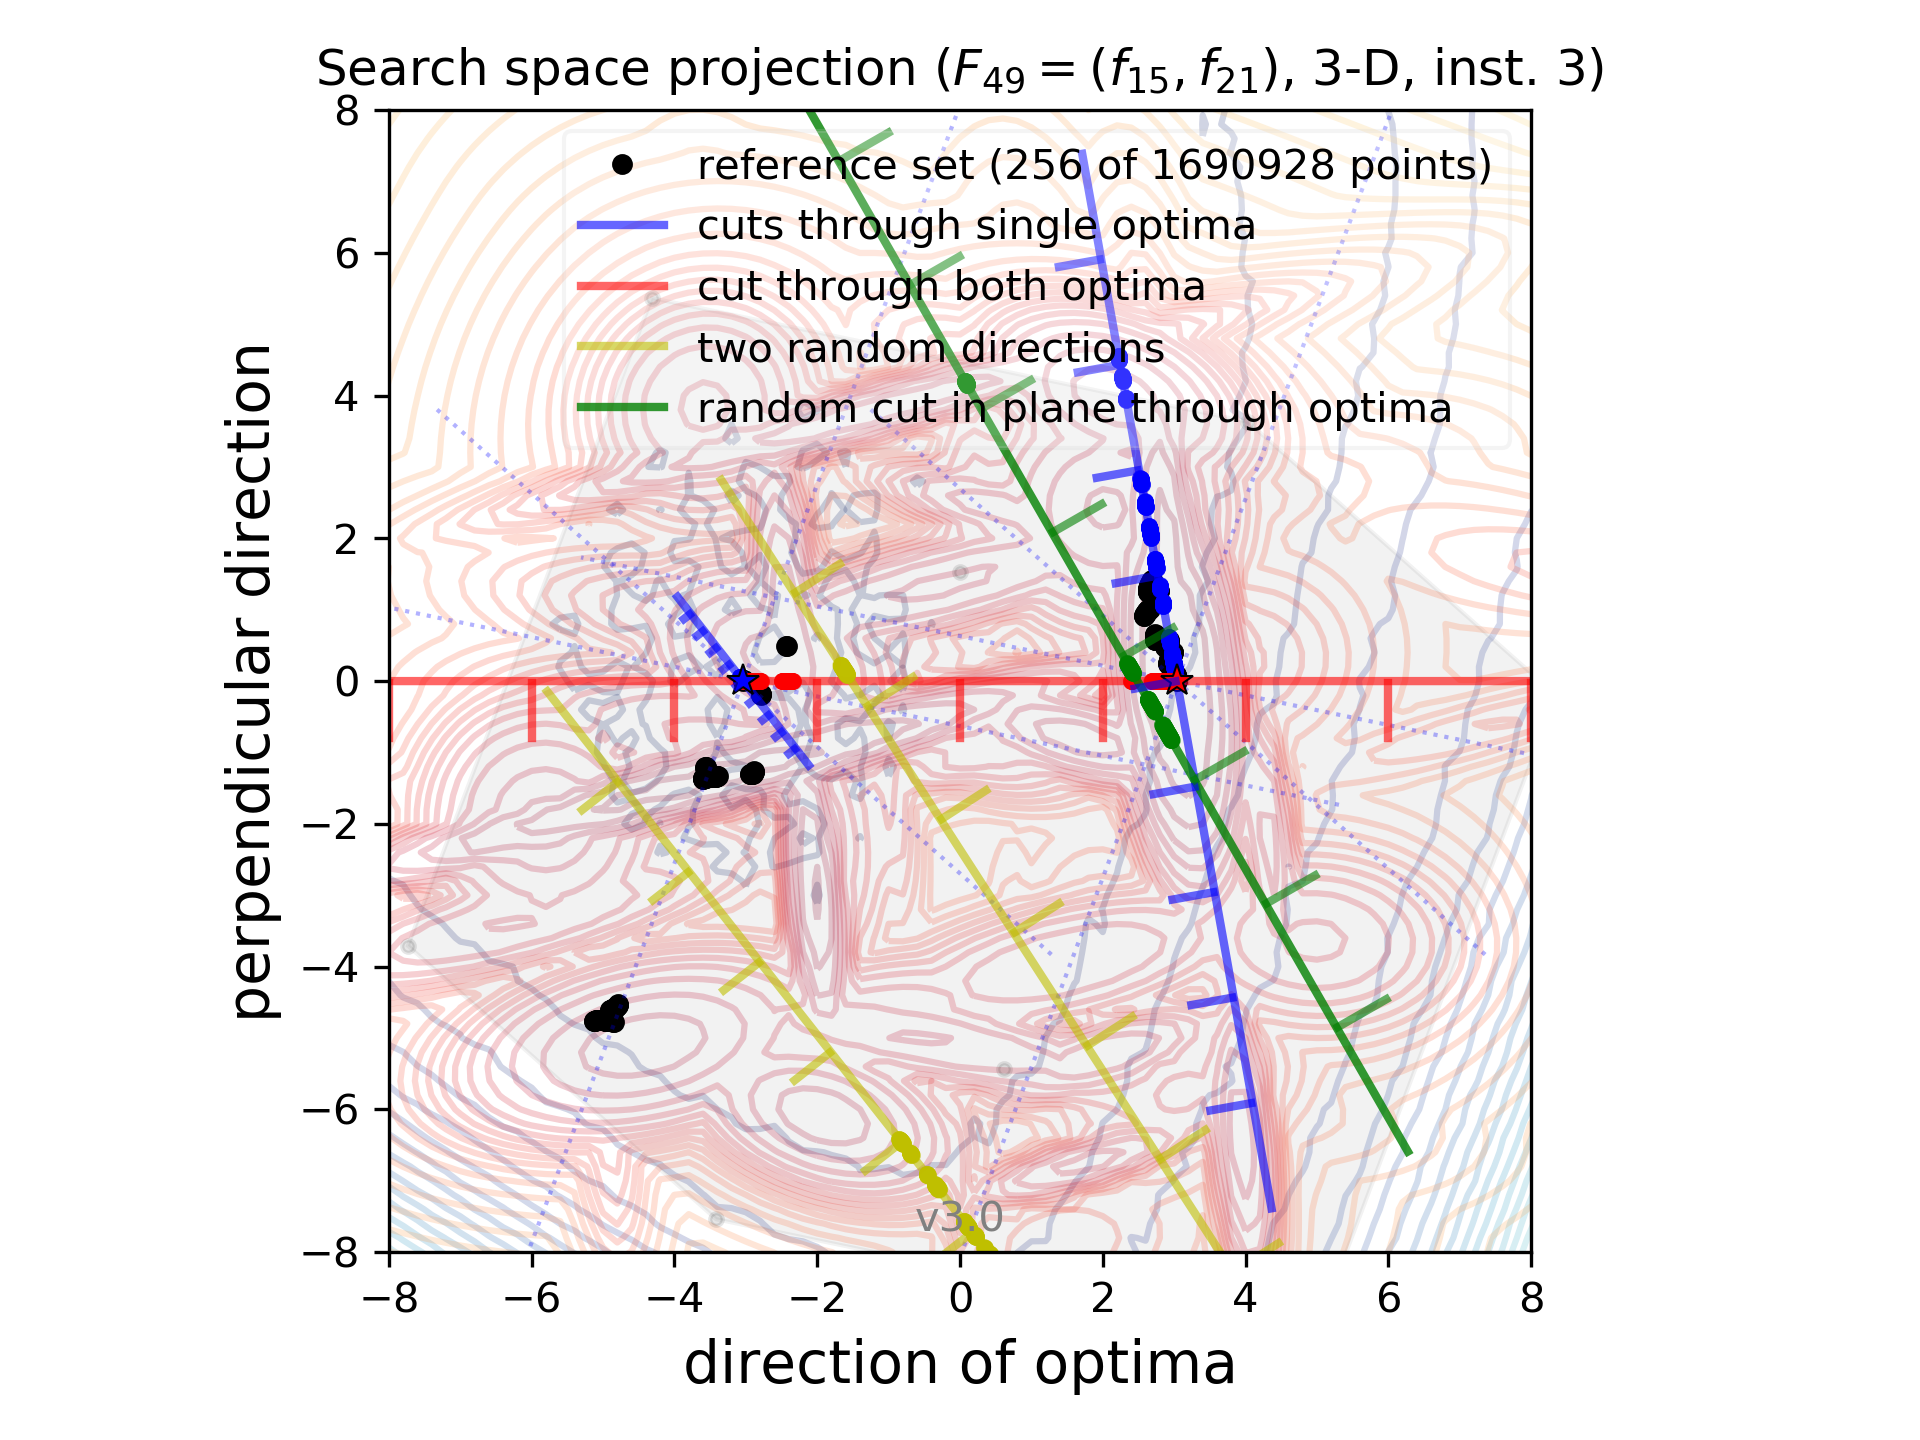 Search space projection (F49 = (f15, f21), 3-D, inst. 3)
reference set (256 of 1690928 points)
cuts through single optima
cut through both optima
two random directions
random cut in plane through optima
perpendicular direction
8
6
4
2
0
−2
−4
−6
−8
v3.0
−8 −6 −4 −2 0 2 4 6 8
direction of optima